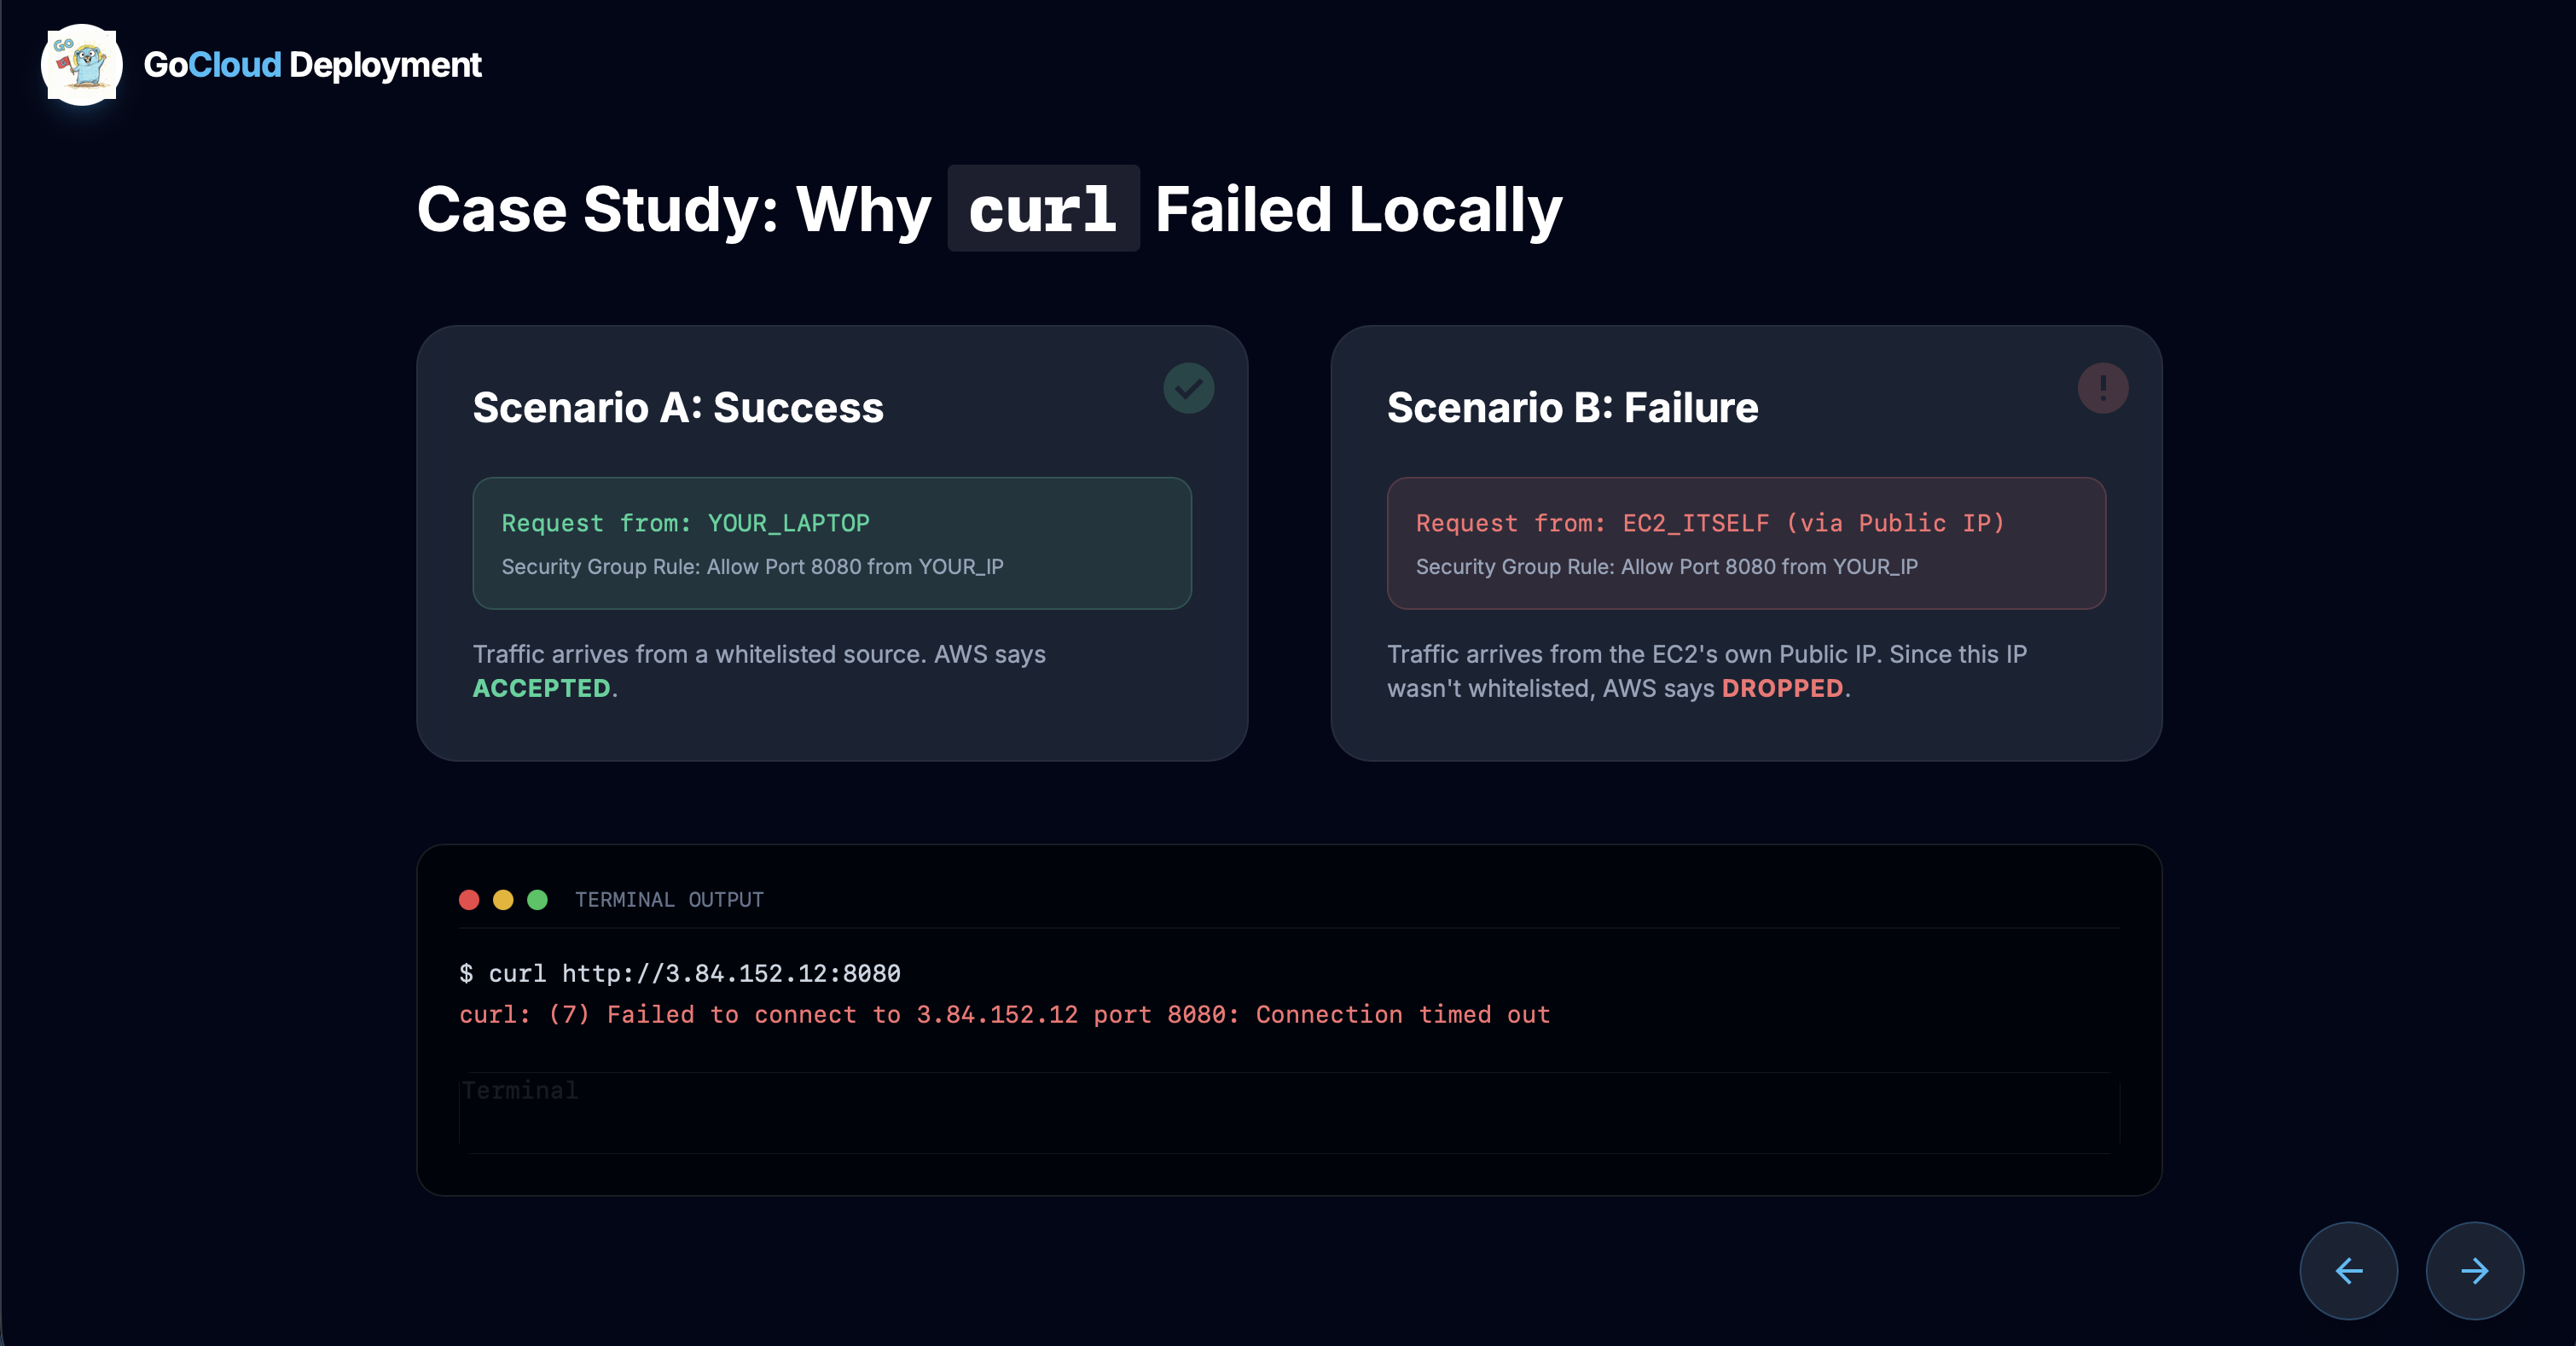 Go
GoCloud Deployment
Case Study: Why curl Failed Locally
Scenario A: Success
Request from: YOUR_LAPTOP
Security Group Rule: Allow Port 8080 from YOUR_IP
Traffic arrives from a whitelisted source. AWS says
ACCEPTED.
Scenario B: Failure
!
Request from: EC2_ITSELF (via Public IP)
Security Group Rule: Allow Port 8080 from YOUR_IP
Traffic arrives from the EC2's own Public IP. Since this IP
wasn't whitelisted, AWS says DROPPED.
TERMINAL OUTPUT
$ curl http://3.84.152.12:8080
curl: (7) Failed to connect to 3.84.152.12 port 8080: Connection timed out
Terminal